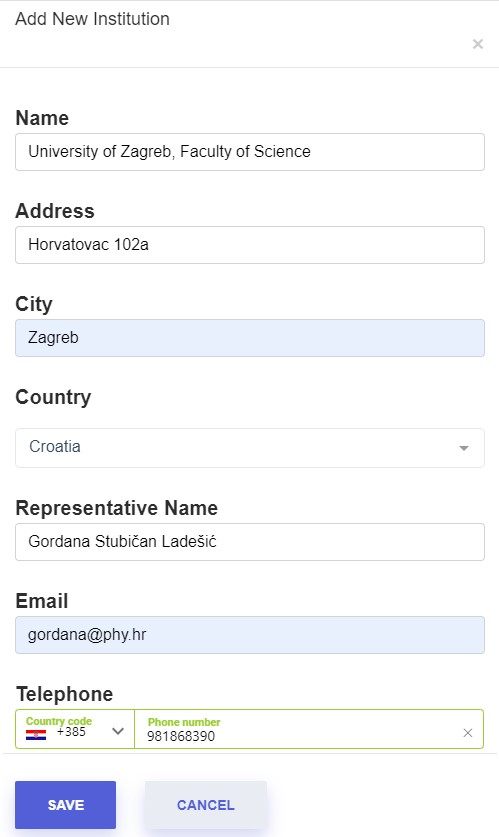 Add New Institution
×
Name
University of Zagreb, Faculty of Science
Address
Horvatovac 102a
City
Zagreb
Country
Croatia
Representative Name
Gordana Stubičan Ladešić
Email
gordana@phy.hr
Telephone
Country code
+385
Phone number
981868390
SAVE
CANCEL